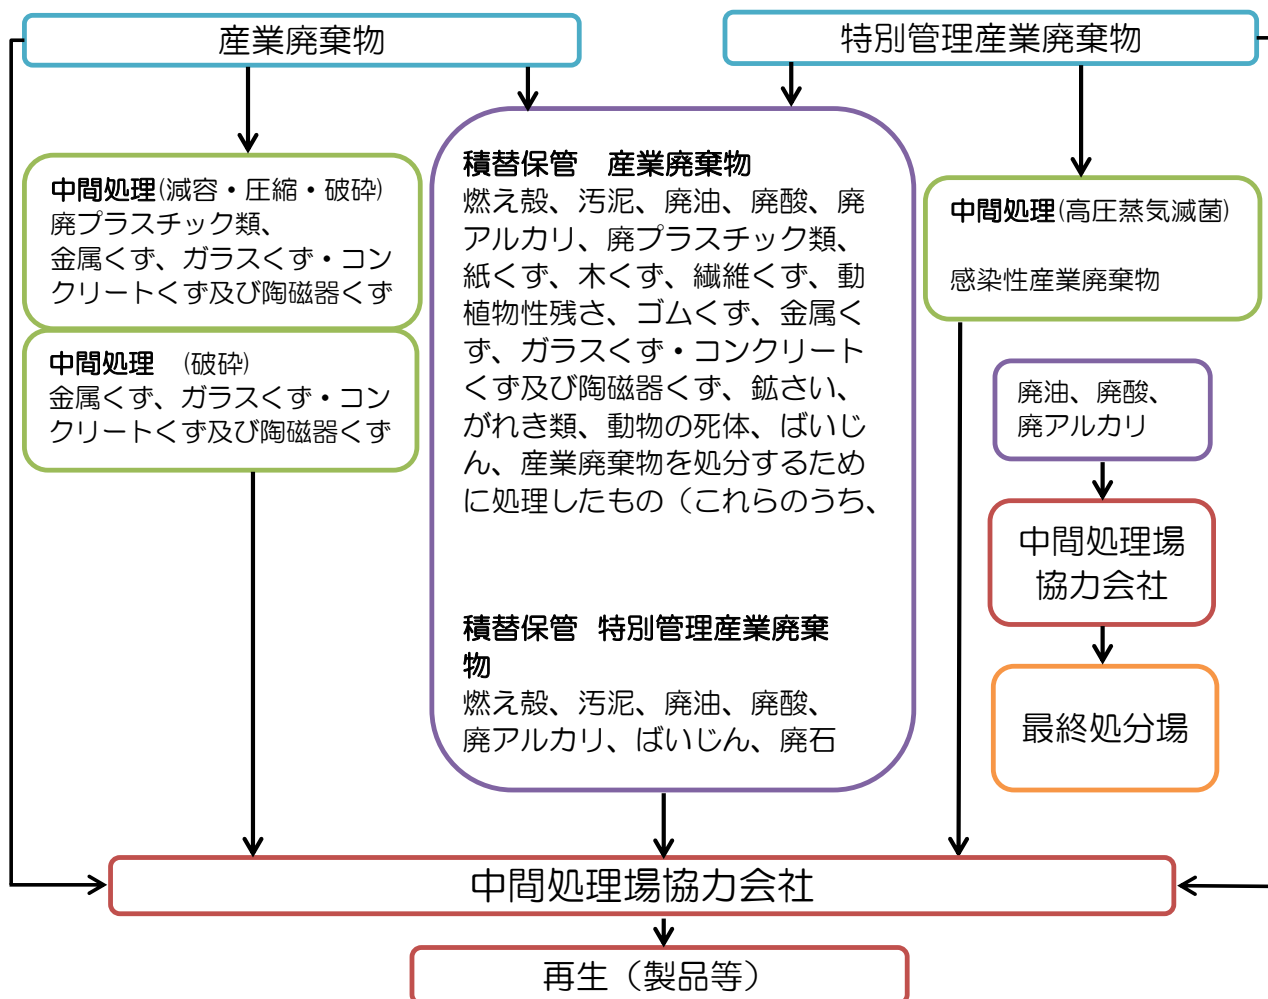 産業廃棄物
特別管理産業廃棄物
中間処理(減容・圧縮・破砕)
廃プラスチック類、
金属くず、ガラスくず・コン
クリートくず及び陶磁器くず
中間処理 (破砕)
金属くず、ガラスくず・コン
クリートくず及び陶磁器くず
積替保管 産業廃棄物
燃え殻、汚泥、廃油、廃酸、廃
アルカリ、廃プラスチック類、
紙くず、木くず、繊維くず、動
植物性残さ、ゴムくず、金属く
ず、ガラスくず・コンクリート
くず及び陶磁器くず、鉱さい、
がれき類、動物の死体、ばいじ
ん、産業廃棄物を処分するため
に処理したもの（これらのうち、
積替保管 特別管理産業廃棄
物
燃え殻、汚泥、廃油、廃酸、
廃アルカリ、ばいじん、廃石
中間処理(高圧蒸気滅菌)
感染性産業廃棄物
廃油、廃酸、
廃アルカリ
中間処理場
協力会社
最終処分場
中間処理場協力会社
再生（製品等）